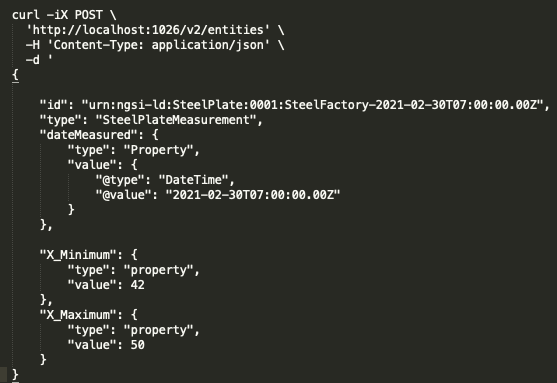 curl -iX POST \
  'http://localhost:1026/v2/entities' \
  -H 'Content-Type: application/json' \
  -d '
{
    "id": "urn:ngsi-ld:SteelPlate:0001:SteelFactory-2021-02-30T07:00:00.00Z",
    "type": "SteelPlateMeasurement",
    "dateMeasured": {
        "type": "Property",
        "value": {
            "@type": "DateTime",
            "@value": "2021-02-30T07:00:00.00Z"
        }
    },
    "X_Minimum": {
        "type": "property",
        "value": 42
    },
    "X_Maximum": {
        "type": "property",
        "value": 50
    }
}